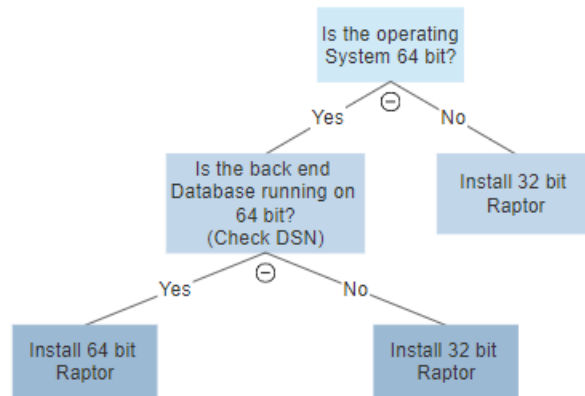 Is the operating
System 64 bit?
Yes
No
Is the back end
Database running on
64 bit?
(Check DSN)
Install 32 bit
Raptor
Yes
No
Install 64 bit
Raptor
Install 32 bit
Raptor